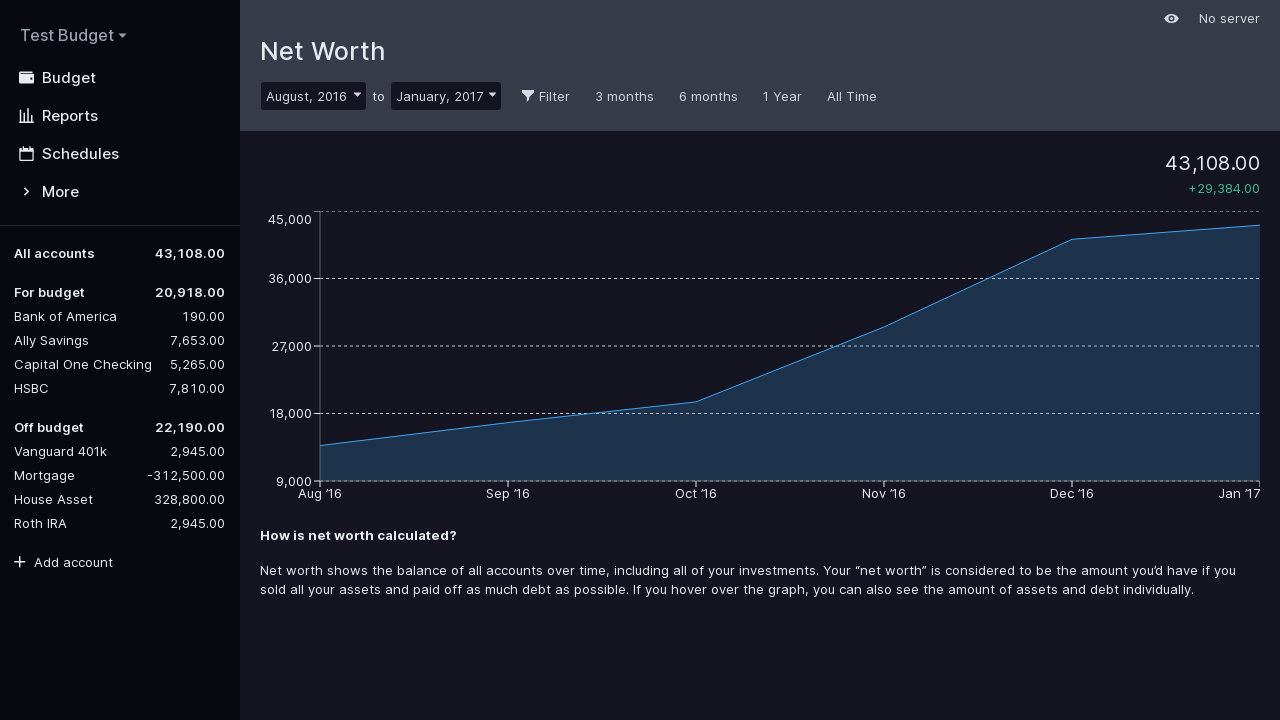 Test Budget
Budget
Reports
Schedules
More
All accounts 43,108.00
For budget 20,918.00
Bank of America 190.00
Ally Savings 7,653.00
Capital One Checking 5,265.00
HSBC 7,810.00
Off budget 22,190.00
Vanguard 401k 2,945.00
Mortgage -312,500.00
House Asset 328,800.00
Roth IRA 2,945.00
Add account
No server
Net Worth
August, 2016 to January, 2017 Filter 3 months 6 months 1 Year All Time
43,108.00
+29,384.00
45,000
36,000
27,000
18,000
9,000
Aug ’16 Sep ’16 Oct ’16 Nov ’16 Dec ’16 Jan ’17
How is net worth calculated?
Net worth shows the balance of all accounts over time, including all of your investments. Your “net worth” is considered to be the amount you’d have if you
sold all your assets and paid off as much debt as possible. If you hover over the graph, you can also see the amount of assets and debt individually.